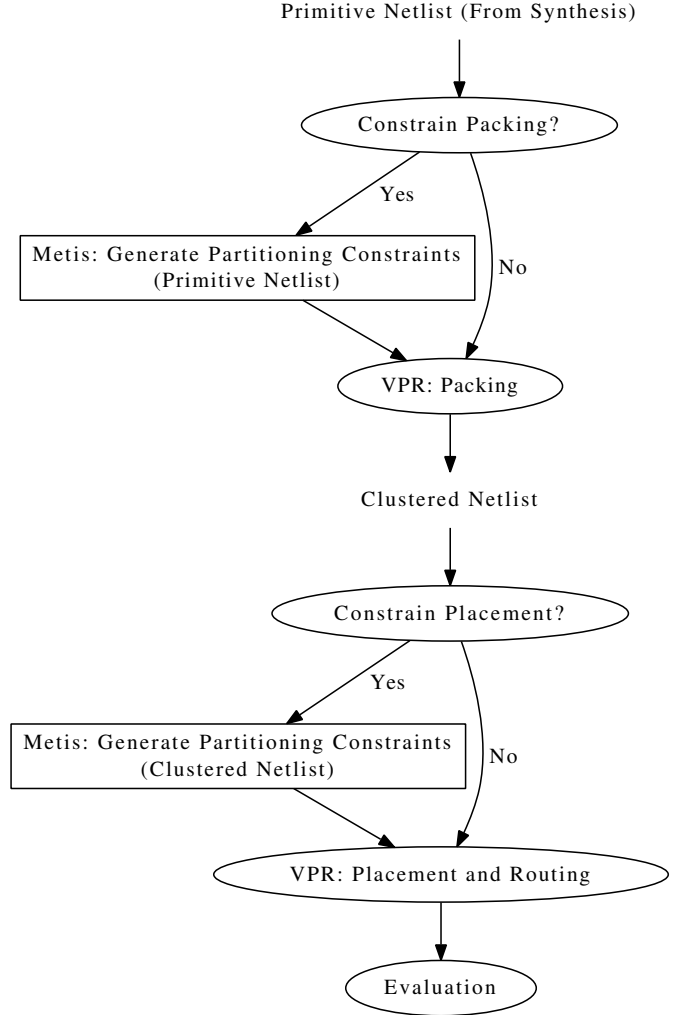 Primitive Netlist (From Synthesis)
Constrain Packing?
Yes
Metis: Generate Partitioning Constraints
(Primitive Netlist)
No
VPR: Packing
Clustered Netlist
Constrain Placement?
Yes
Metis: Generate Partitioning Constraints
(Clustered Netlist)
No
VPR: Placement and Routing
Evaluation